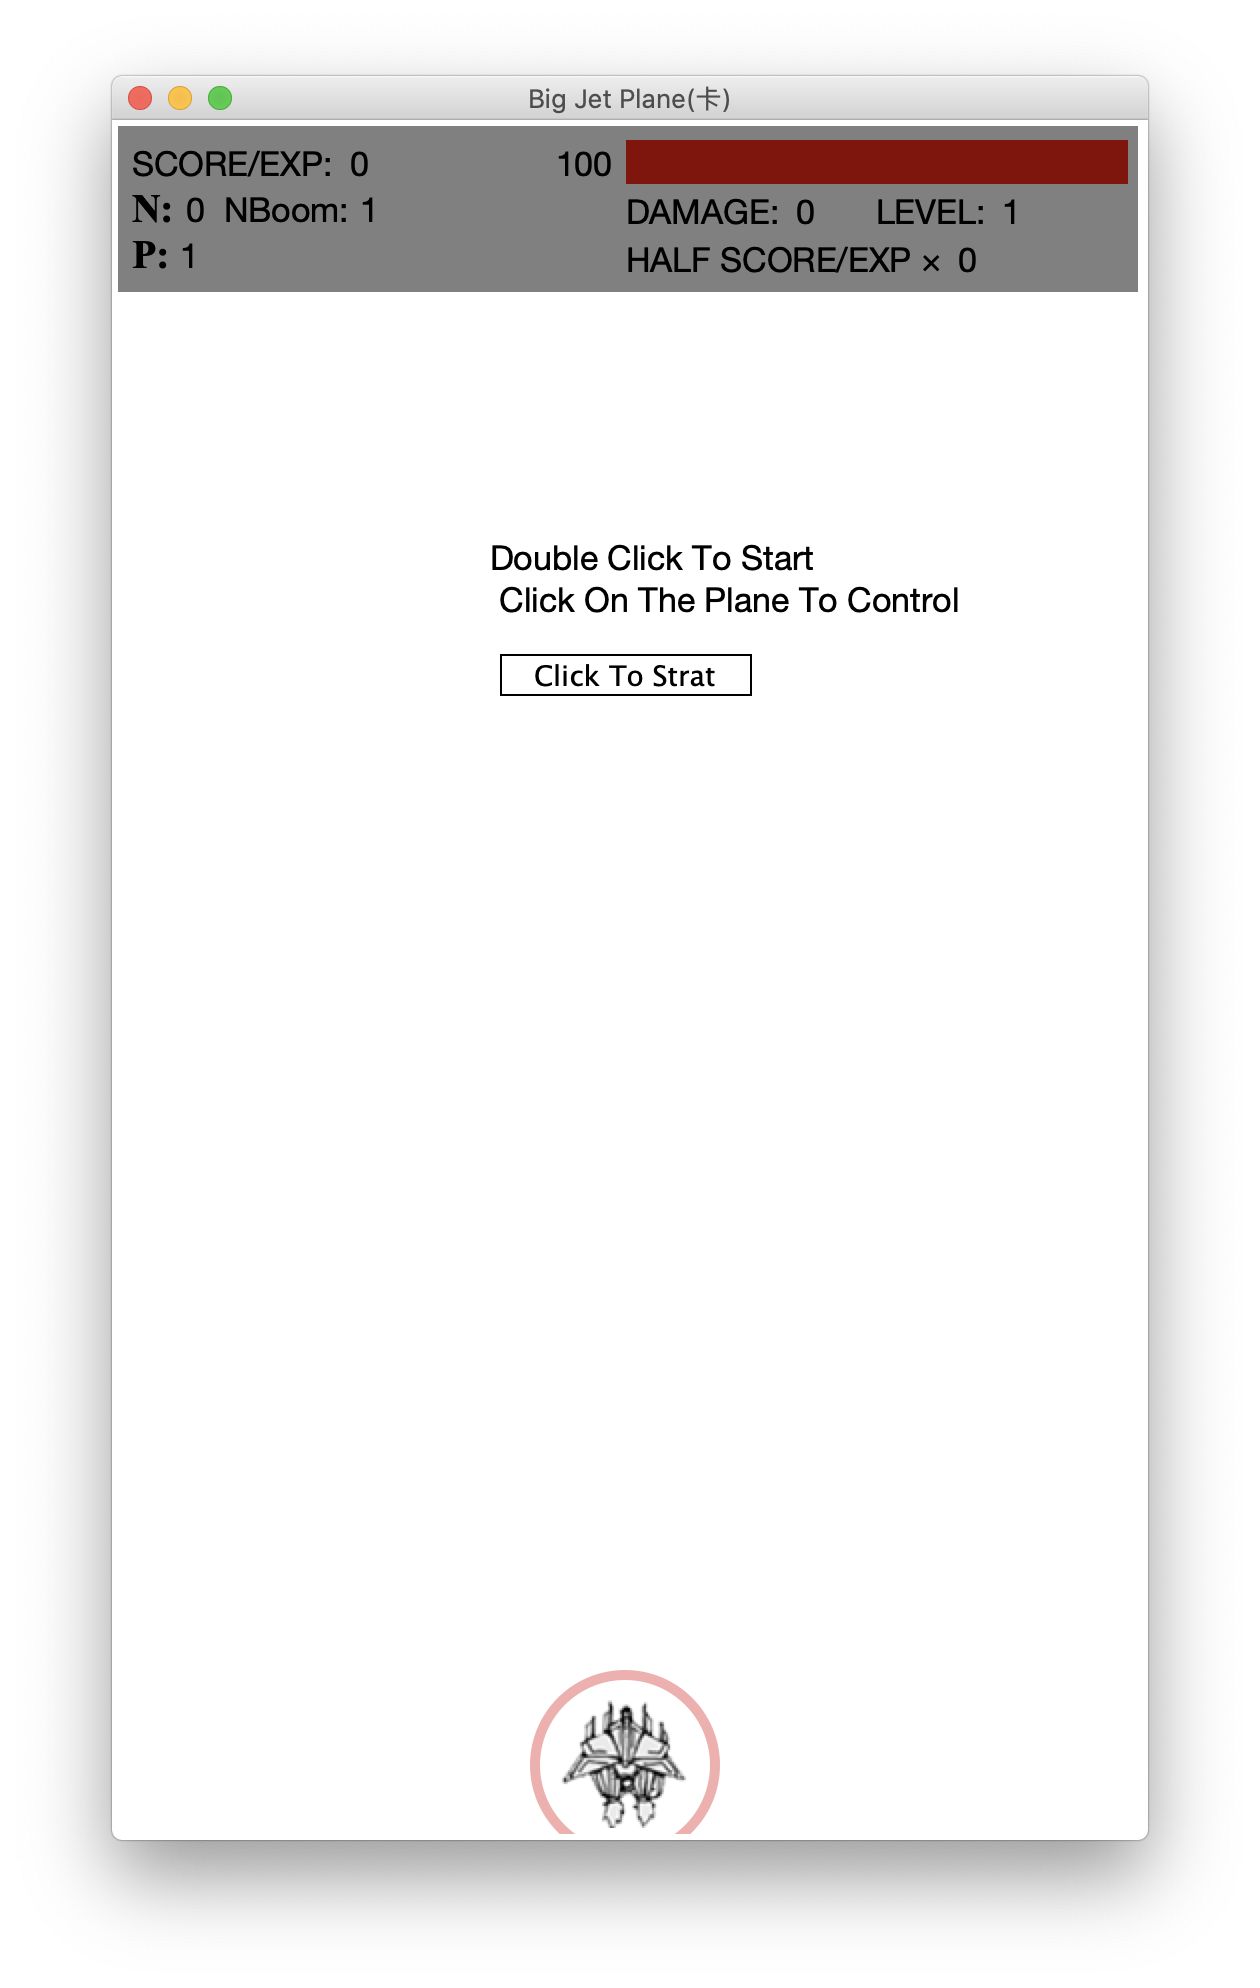 Big Jet Plane(卡)
SCORE/EXP: 0
100
N: 0 NBoom: 1
DAMAGE: 0 LEVEL: 1
P: 1
HALF SCORE/EXP × 0
Double Click To Start
Click On The Plane To Control
Click To Strat